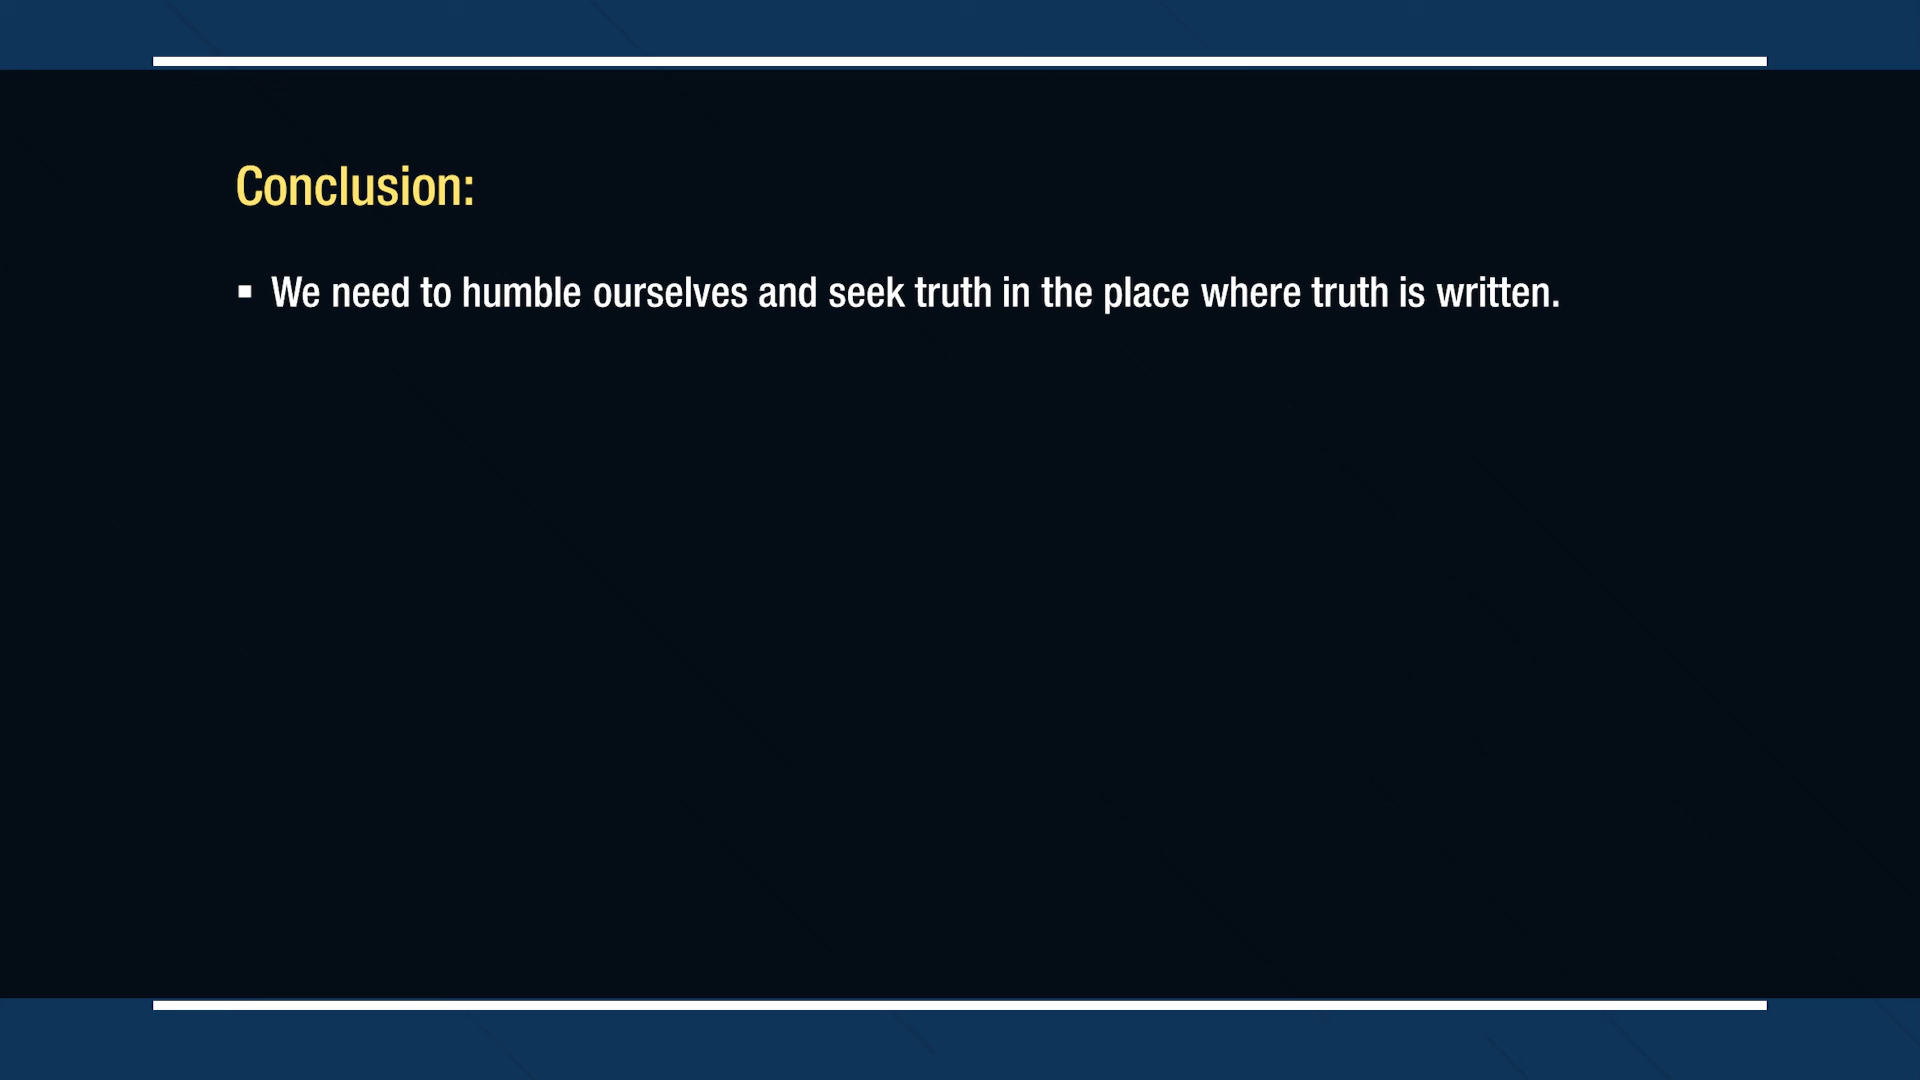 Conclusion:
▪ We need to humble ourselves and seek truth in the place where truth is written.